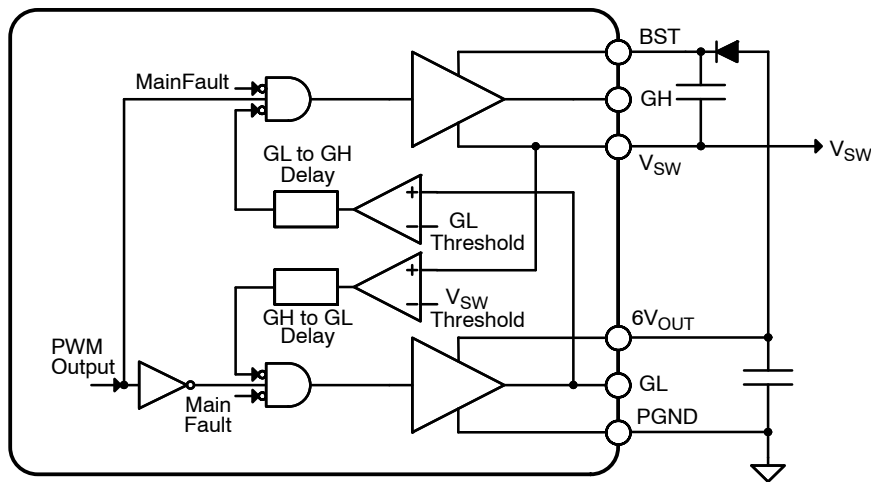 BST
MainFault
GH
V_SW
V_SW
GL to GH
Delay
+
−
GL
Threshold
+
−
V_SW
Threshold
GH to GL
Delay
6V_OUT
PWM
Output
GL
Main
Fault
PGND